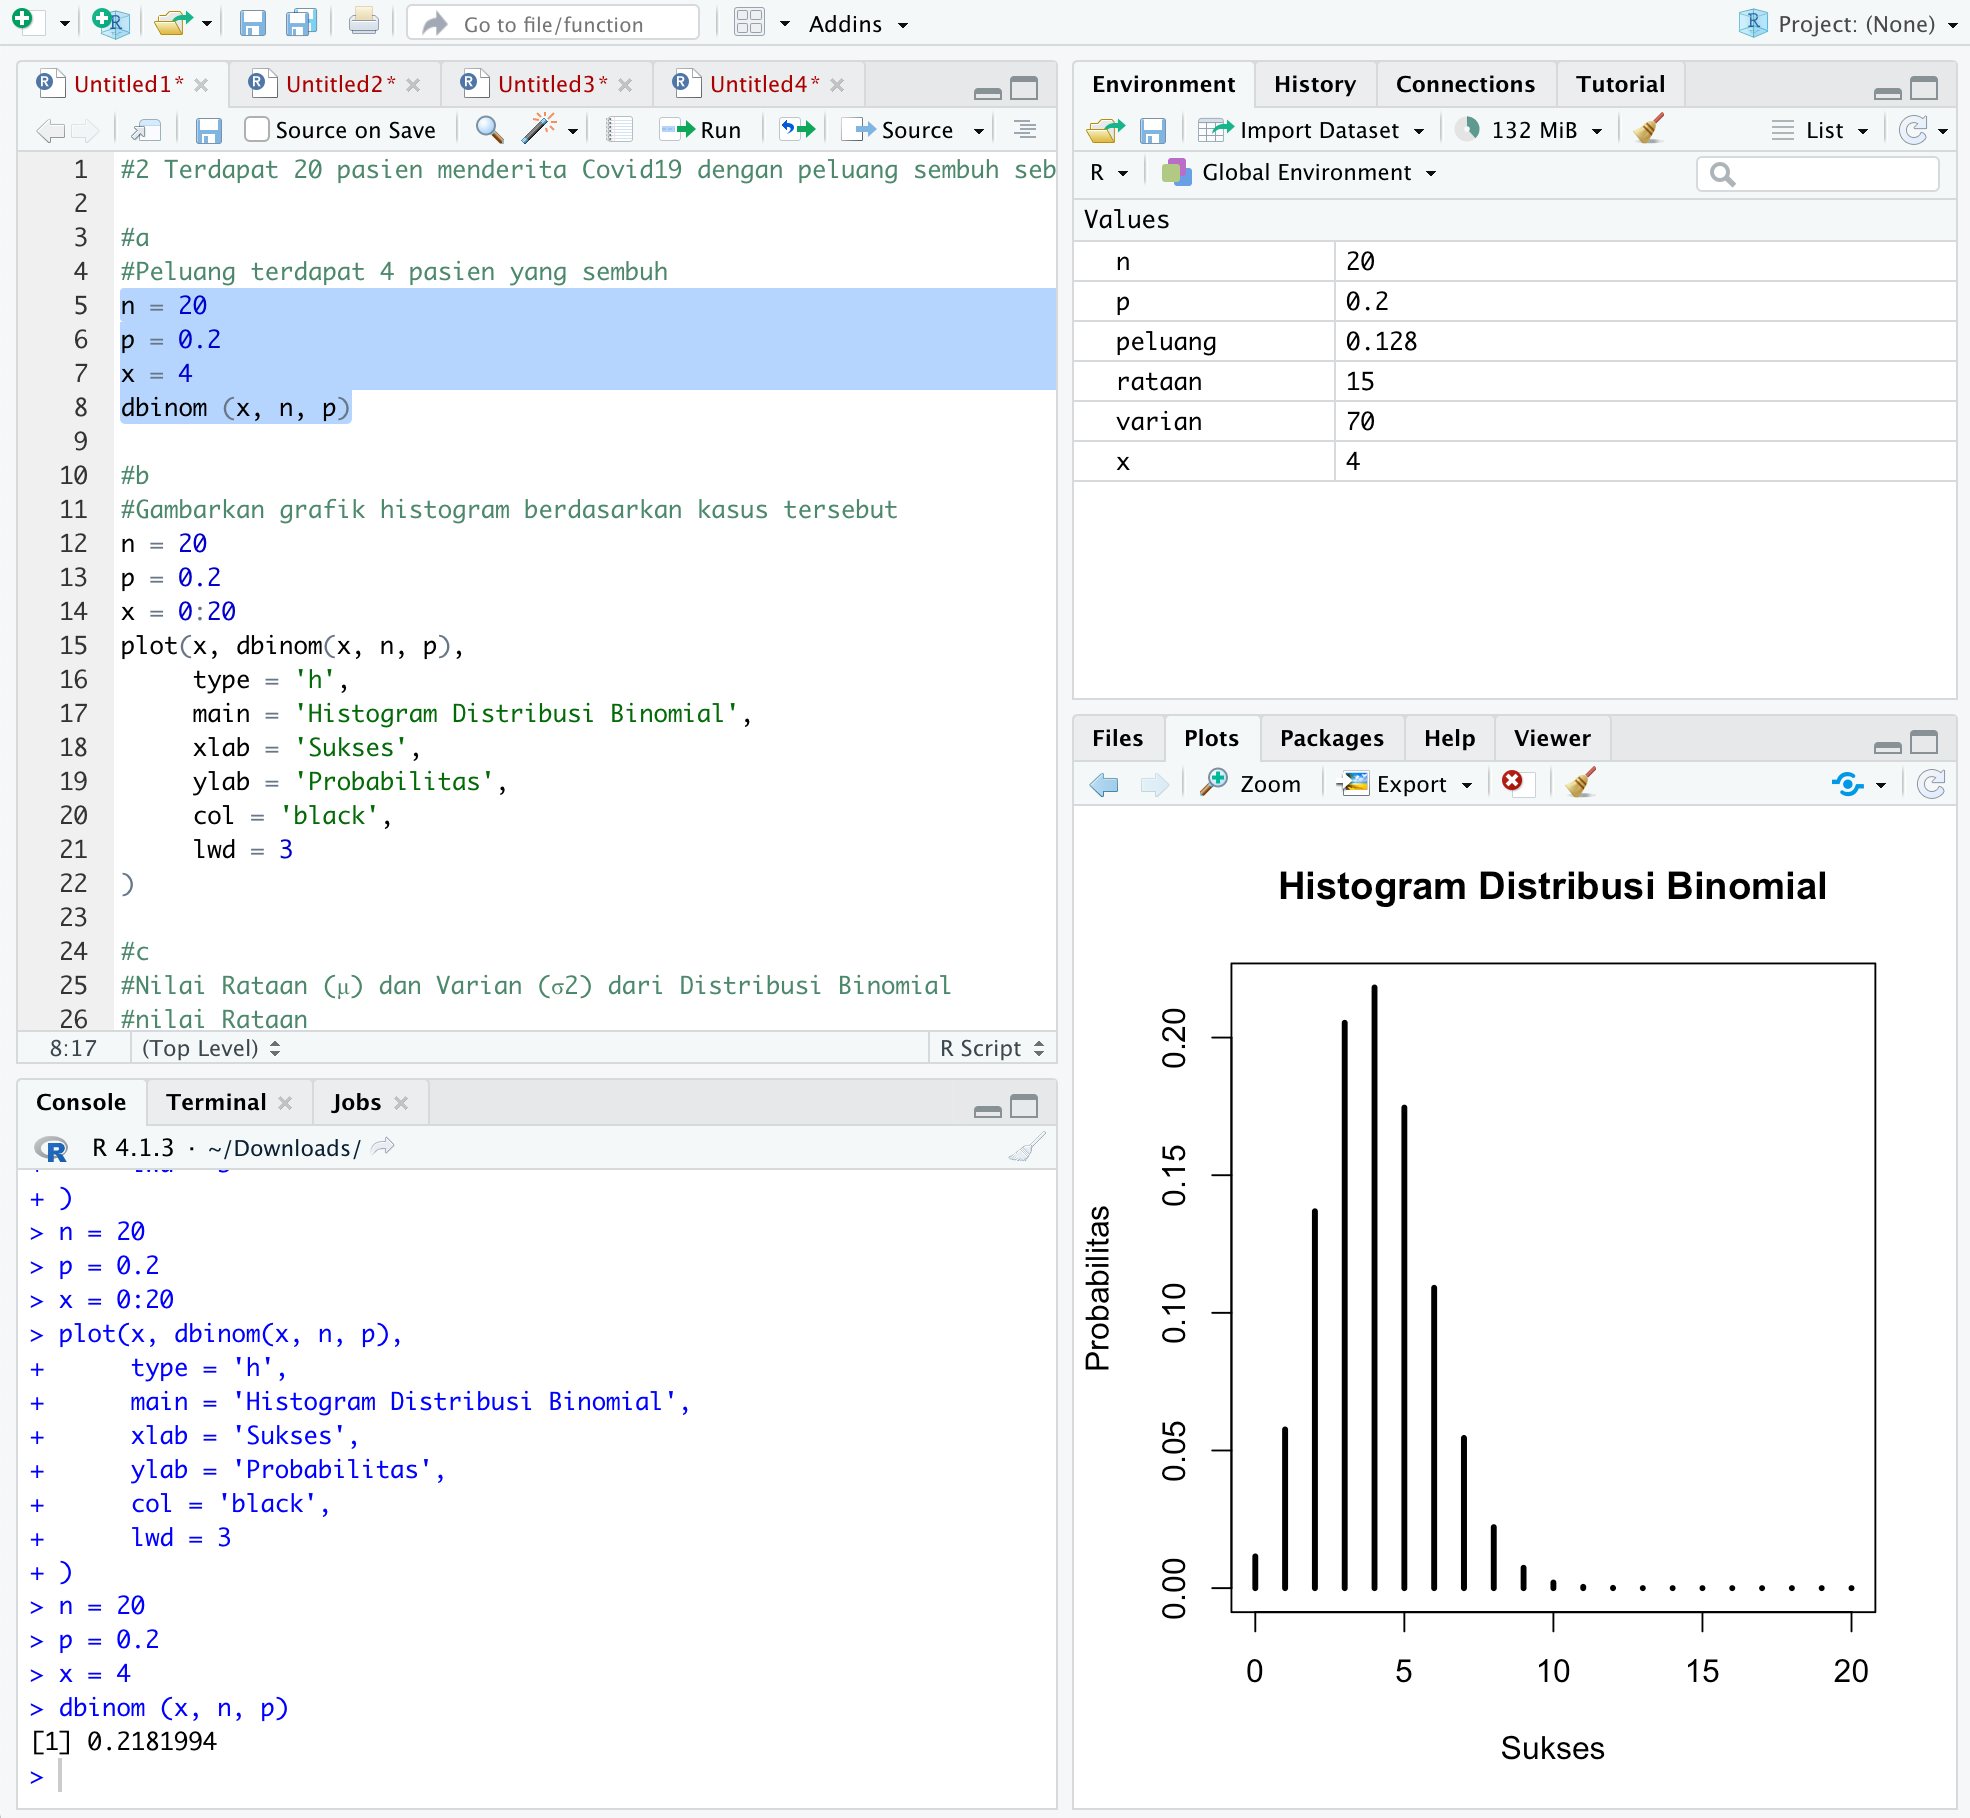 Go to file/function
Addins
Project: (None)
Untitled1*
Untitled2*
Untitled3*
Untitled4*
Source on Save
Run
Source
1 #2 Terdapat 20 pasien menderita Covid19 dengan peluang sembuh seb
2
3 #a
4 #Peluang terdapat 4 pasien yang sembuh
5 n = 20
6 p = 0.2
7 x = 4
8 dbinom (x, n, p)
9
10 #b
11 #Gambarkan grafik histogram berdasarkan kasus tersebut
12 n = 20
13 p = 0.2
14 x = 0:20
15 plot(x, dbinom(x, n, p),
16 type = 'h',
17 main = 'Histogram Distribusi Binomial',
18 xlab = 'Sukses',
19 ylab = 'Probabilitas',
20 col = 'black',
21 lwd = 3
22 )
23
24 #c
25 #Nilai Rataan (μ) dan Varian (σ2) dari Distribusi Binomial
26 #nilai Rataan
8:17 (Top Level) R Script
Console Terminal Jobs
R 4.1.3 · ~/Downloads/
+ )
> n = 20
> p = 0.2
> x = 0:20
> plot(x, dbinom(x, n, p),
+ type = 'h',
+ main = 'Histogram Distribusi Binomial',
+ xlab = 'Sukses',
+ ylab = 'Probabilitas',
+ col = 'black',
+ lwd = 3
+ )
> n = 20
> p = 0.2
> x = 4
> dbinom (x, n, p)
[1] 0.2181994
>
Environment History Connections Tutorial
Import Dataset 132 MiB List
R Global Environment
Values
n 20
p 0.2
peluang 0.128
rataan 15
varian 70
x 4
Files Plots Packages Help Viewer
Zoom Export
Histogram Distribusi Binomial
Probabilitas
0.20
0.15
0.10
0.05
0.00
0 5 10 15 20
Sukses